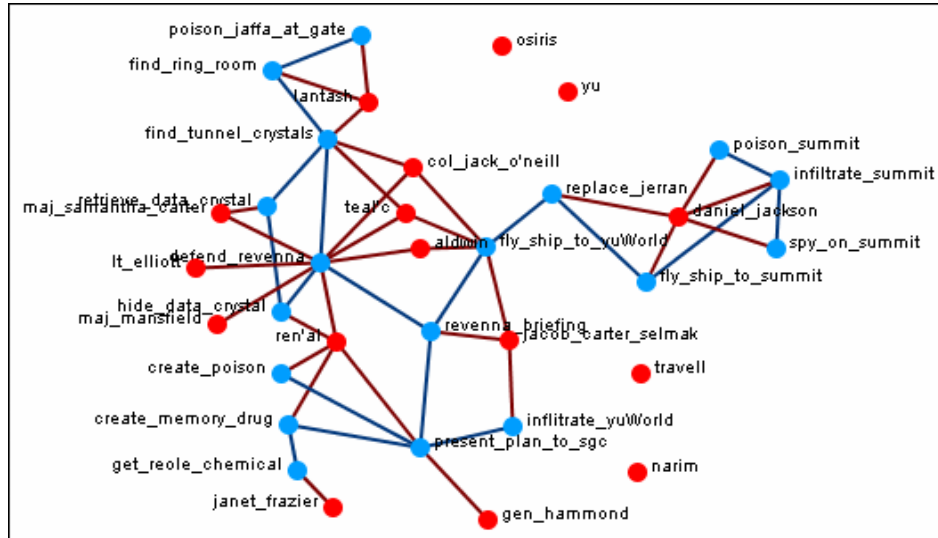 poison_jaffa_at_gate
osiris
find_ring_room
yu
lantash
find_tunnel_crystals
poison_summit
col_jack_o'neill
infiltrate_summit
replace_jerran
retrieve_data_crystal
maj_samantha_carter
teal'c
daniel_jackson
aldwin
fly_ship_to_yuWorld
spy_on_summit
defend_revenna
lt_elliott
fly_ship_to_summit
hide_data_crystal
maj_mansfield
revenna_briefing
ren'al
jacob_carter_selmak
create_poison
travell
create_memory_drug
inflitrate_yuWorld
present_plan_to_sgc
get_reole_chemical
narim
janet_frazier
gen_hammond